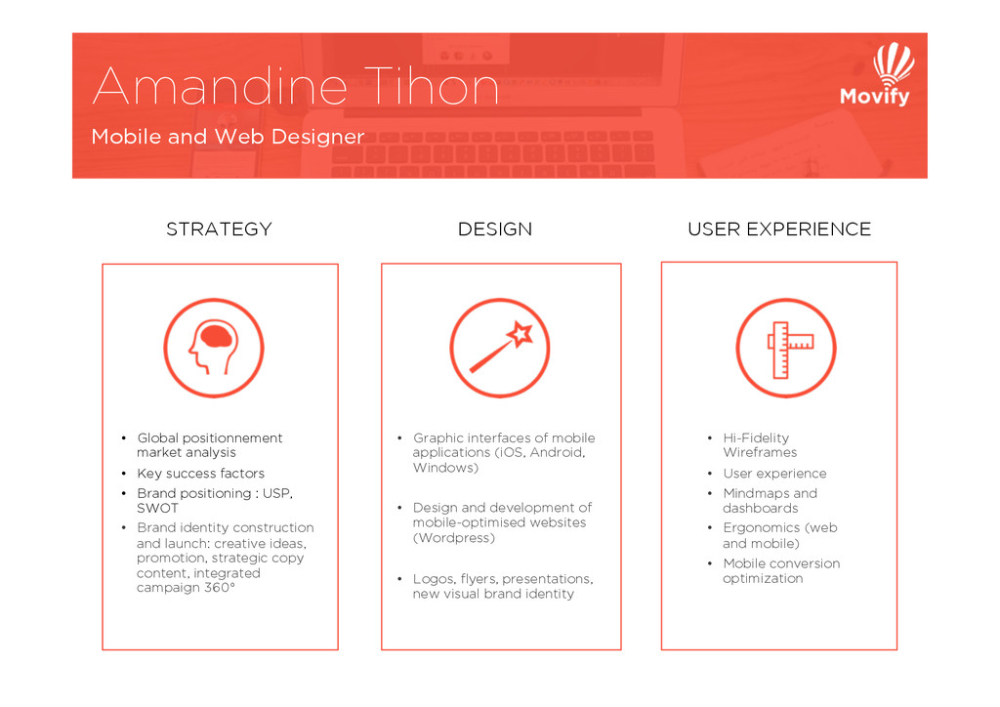 Amandine Tihon
Mobile and Web Designer
Movify
STRATEGY
• Global positionnement
market analysis
• Key success factors
• Brand positioning : USP,
SWOT
• Brand identity construction
and launch: creative ideas,
promotion, strategic copy
content, integrated
campaign 360°
DESIGN
• Graphic interfaces of mobile
applications (iOS, Android,
Windows)
• Design and development of
mobile-optimised websites
(Wordpress)
• Logos, flyers, presentations,
new visual brand identity
USER EXPERIENCE
• Hi-Fidelity
Wireframes
• User experience
• Mindmaps and
dashboards
• Ergonomics (web
and mobile)
• Mobile conversion
optimization